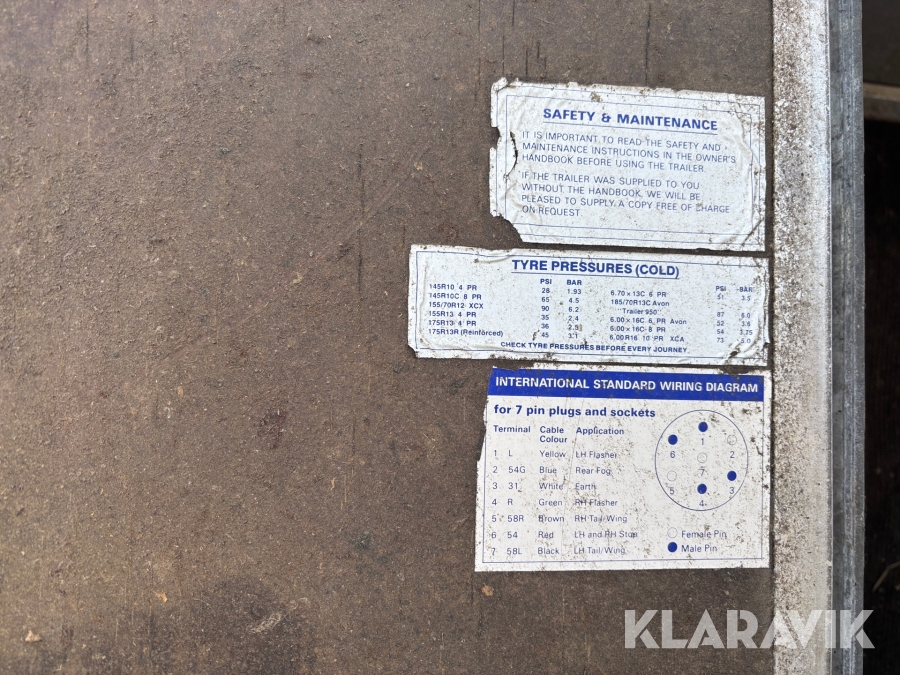 SAFETY & MAINTENANCE
IT IS IMPORTANT TO READ THE SAFETY AND
MAINTENANCE INSTRUCTIONS IN THE OWNER'S
HANDBOOK BEFORE USING THE TRAILER
IF THE TRAILER WAS SUPPLIED TO YOU
WITHOUT THE HANDBOOK, WE WILL BE
PLEASED TO SUPPLY A COPY FREE OF CHARGE
ON REQUEST
TYRE PRESSURES (COLD)
PSI BAR PSI BAR
145R10 4 PR 28 1.93 6.70 x 13C 6 PR 51 3.5
145R10C 8 PR 65 4.5 185/70R13C Avon
155/70R12 XCX 90 6.2 "Trailer 950" 87 6.0
155R13 4 PR 35 2.4 6.00 x 16C 6 PR Avon 52 3.6
175R13 4 PR 36 2.5 6.00 x 16C 8 PR 54 3.75
175R13R (Reinforced) 45 3.1 6.00R16 10 PR XCA 73 5.0
CHECK TYRE PRESSURES BEFORE EVERY JOURNEY
INTERNATIONAL STANDARD WIRING DIAGRAM
for 7 pin plugs and sockets
Terminal Cable Application
Colour
1 L Yellow LH Flasher
2 54G Blue Rear Fog
3 31 White Earth
4 R Green RH Flasher
5 58R Brown RH Tail/Wing
6 54 Red LH and RH Stop
7 58L Black LH Tail/Wing
1
6 2
7
5 3
4
Female Pin
Male Pin
KLARAVIK